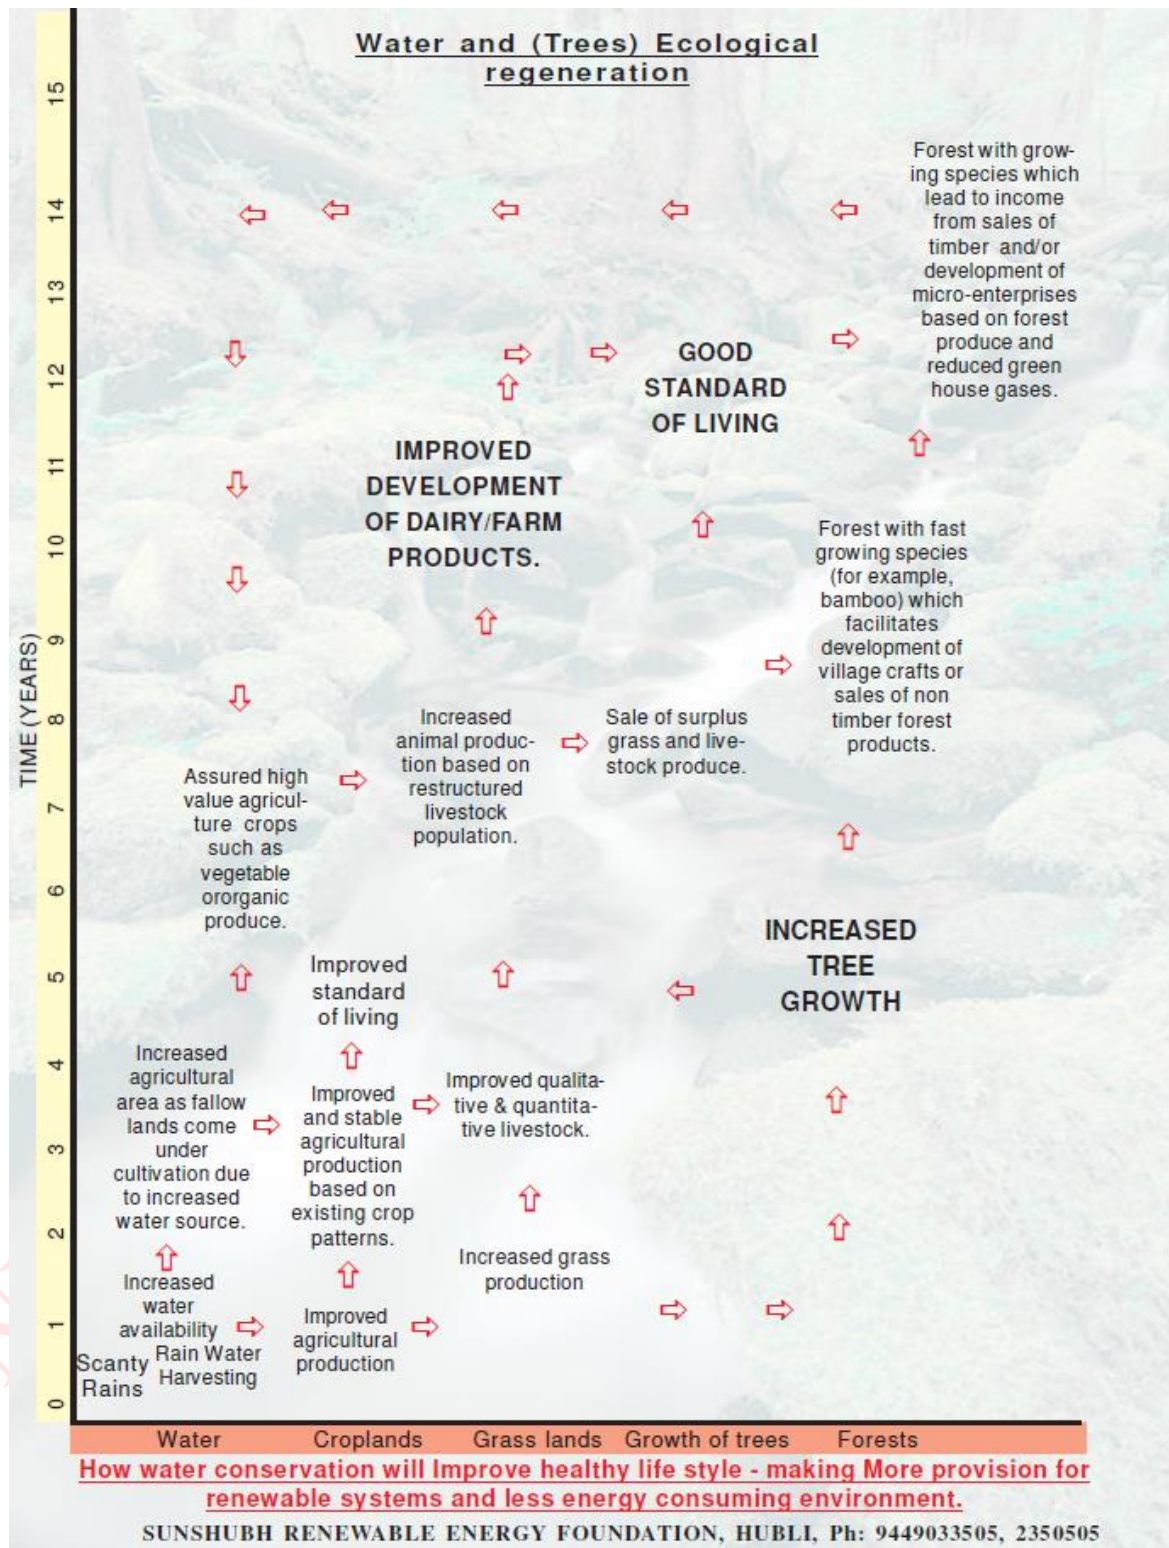 Water and (Trees) Ecological
regeneration
TIME (YEARS)
15
14
13
12
11
10
9
8
7
6
5
4
3
2
1
0
Forest with grow-
ing species which
lead to income
from sales of
timber and/or
development of
micro-enterprises
based on forest
produce and
reduced green
house gases.
GOOD
STANDARD
OF LIVING
IMPROVED
DEVELOPMENT
OF DAIRY/FARM
PRODUCTS.
Forest with fast
growing species
(for example,
bamboo) which
facilitates
development of
village crafts or
sales of non
timber forest
products.
Assured high
value agricul-
ture crops
such as
vegetable
ororganic
produce.
Increased
animal produc-
tion based on
restructured
livestock
population.
Sale of surplus
grass and live-
stock produce.
INCREASED
TREE
GROWTH
Improved
standard
of living
Increased
agricultural
area as fallow
lands come
under
cultivation due
to increased
water source.
Improved
and stable
agricultural
production
based on
existing crop
patterns.
Improved qualita-
tive & quantita-
tive livestock.
Increased grass
production
Increased
water
availability
Rain Water
Harvesting
Scanty
Rains
Improved
agricultural
production
Water Croplands Grass lands Growth of trees Forests
How water conservation will Improve healthy life style - making More provision for
renewable systems and less energy consuming environment.
SUNSHUBH RENEWABLE ENERGY FOUNDATION, HUBLI, Ph: 9449033505, 2350505